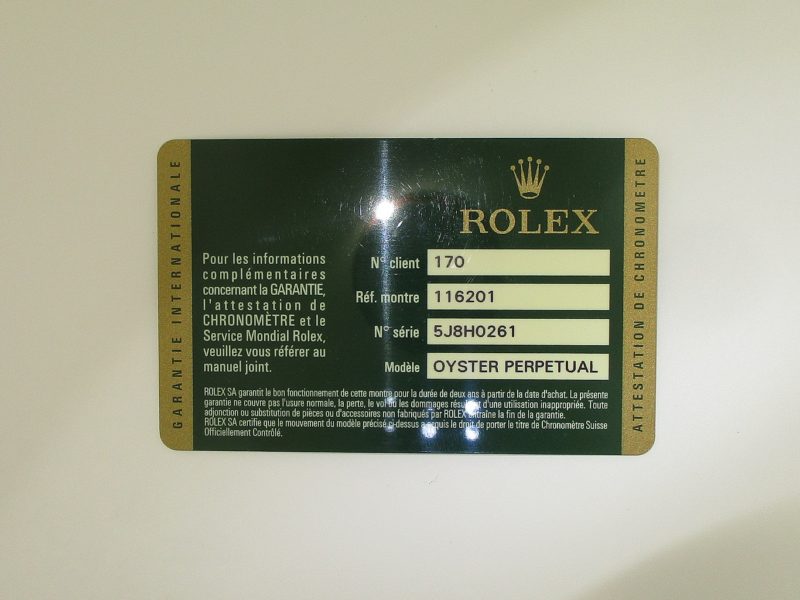 GARANTIE INTERNATIONALE
ROLEX
Pour les informations
complémentaires
concernant la GARANTIE,
l'attestation de
CHRONOMÈTRE et le
Service Mondial Rolex,
veuillez vous référer au
manuel joint.
N° client 170
Réf. montre 116201
N° série 5J8H0261
Modèle OYSTER PERPETUAL
ROLEX SA garantit le bon fonctionnement de cette montre pour la durée de deux ans à partir de la date d'achat. La présente
garantie ne couvre pas l'usure normale, la perte, le vol ou les dommages résultant d'une utilisation inappropriée. Toute
adjonction ou substitution de pièces ou d'accessoires non fabriqués par ROLEX entraîne la fin de la garantie.
ROLEX SA certifie que le mouvement du modèle précisé ci-dessus a acquis le droit de porter le titre de Chronomètre Suisse
Officiellement Contrôlé.
ATTESTATION DE CHRONOMETRE